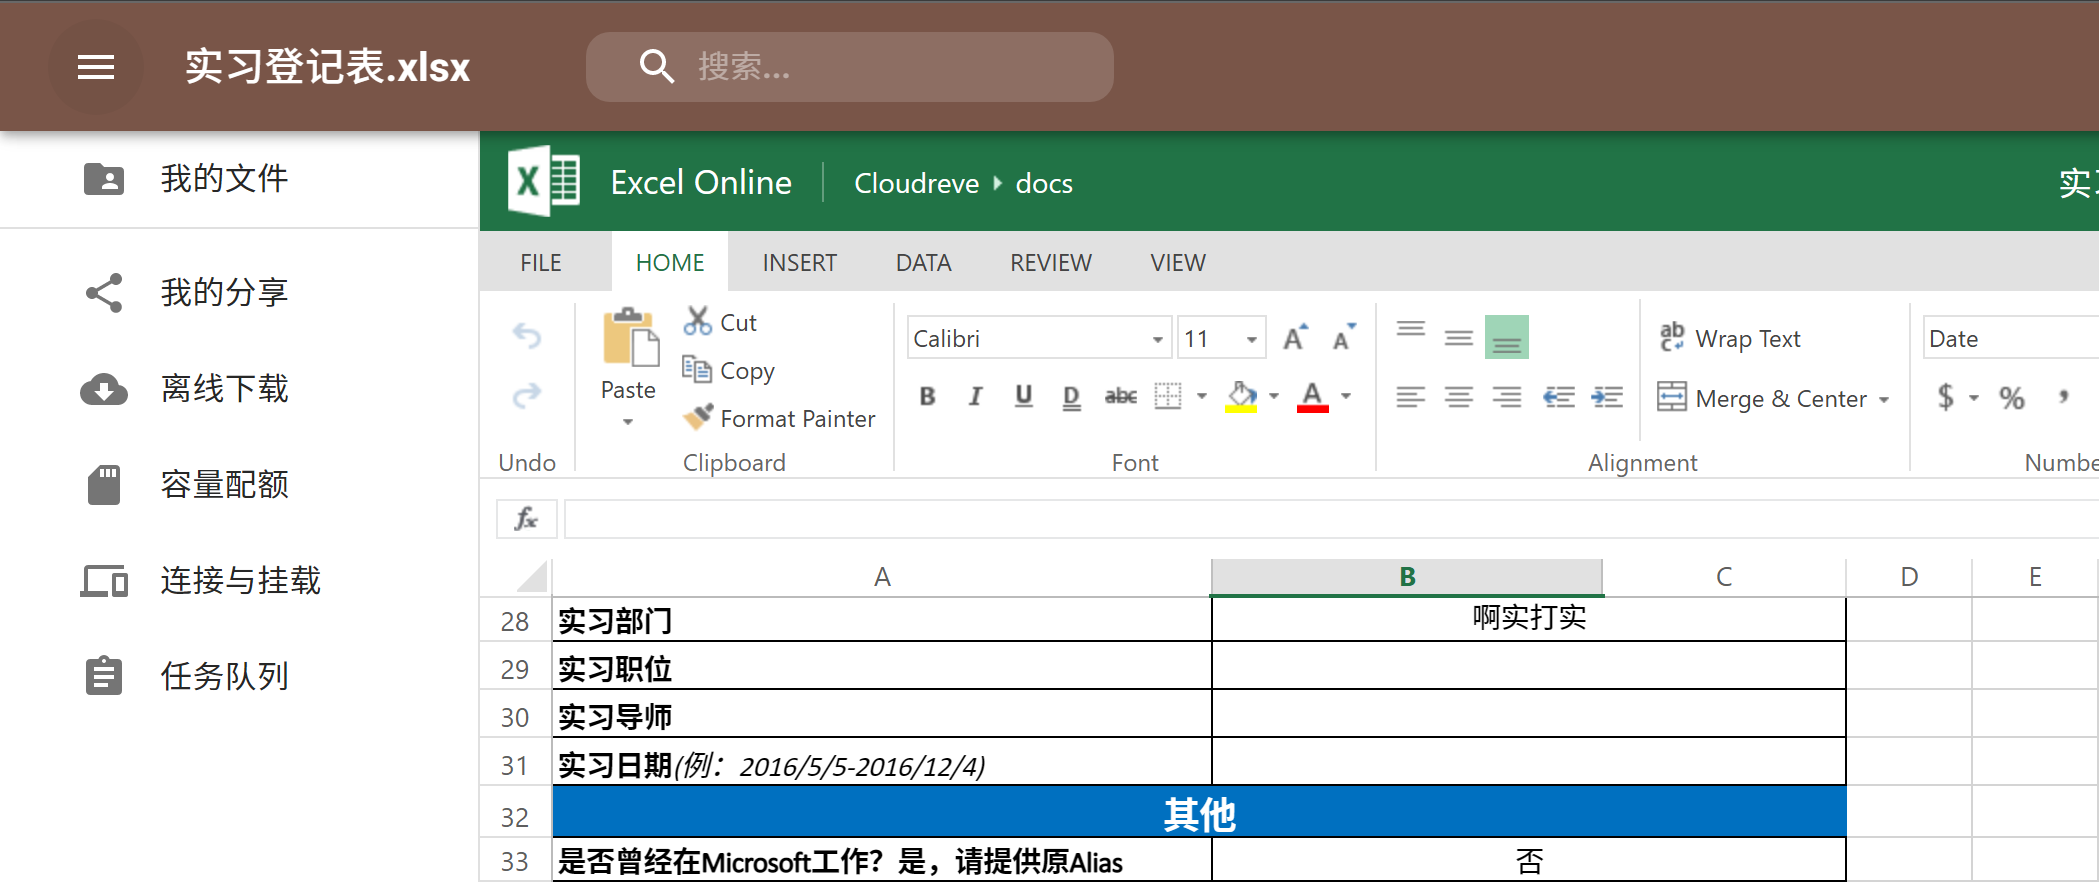 实习登记表.xlsx
搜索...
我的文件
我的分享
离线下载
容量配额
连接与挂载
任务队列
Excel Online
Cloudreve docs
FILE HOME INSERT DATA REVIEW VIEW
Undo
Paste
Cut
Copy
Format Painter
Clipboard
Calibri 11
B I U D abc A
Font
Wrap Text
Merge & Center
Alignment
Date
$ % ,
fx
A B C D E
28 实习部门 啊实打实
29 实习职位
30 实习导师
31 实习日期(例：2016/5/5-2016/12/4)
32 其他
33 是否曾经在Microsoft工作？是，请提供原Alias 否